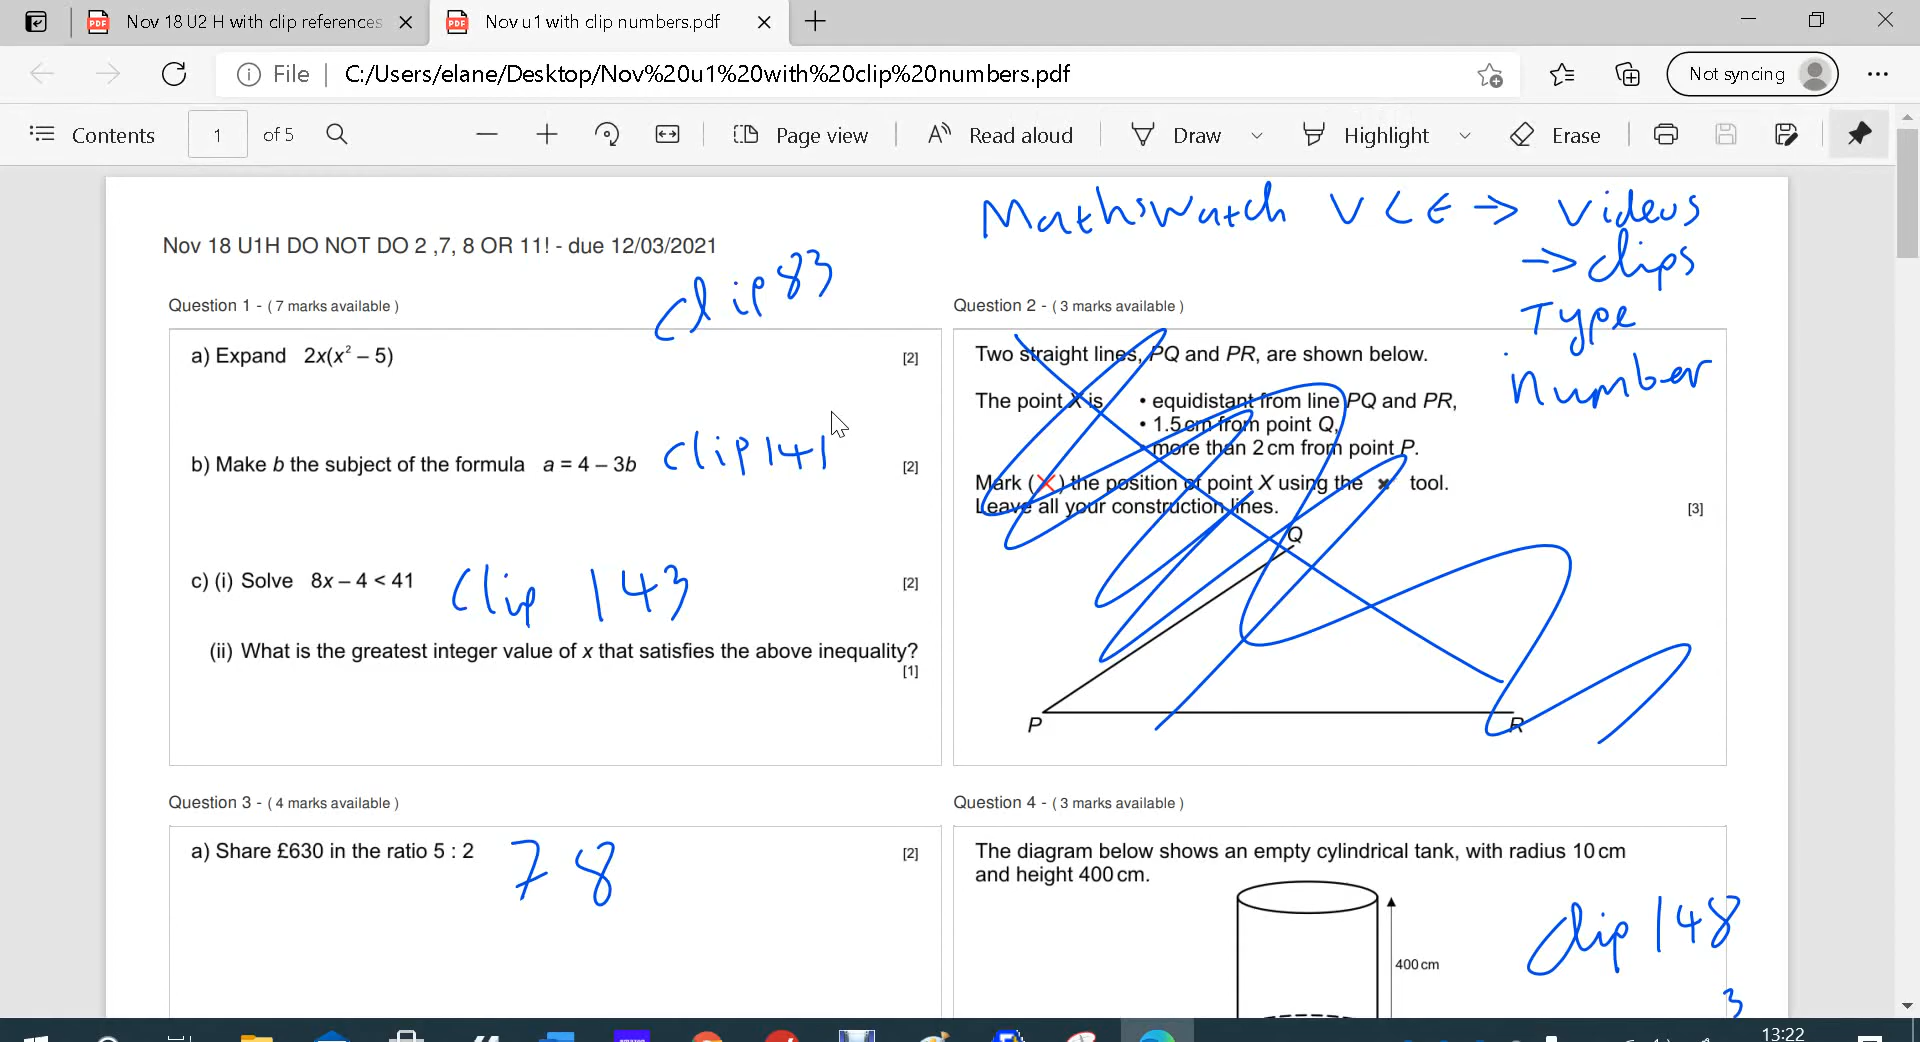 Nov 18 U2 H with clip references
Nov u1 with clip numbers.pdf
File
C:/Users/elane/Desktop/Nov%20u1%20with%20clip%20numbers.pdf
Not syncing
Contents
1
of 5
Page view
Read aloud
Draw
Highlight
Erase
MathsWatch VLE => Videos
=> clips
Type
number
Nov 18 U1H DO NOT DO 2 ,7, 8 OR 11! - due 12/03/2021
clip 83
Question 1 - ( 7 marks available )
a) Expand 2x(x² – 5) [2]
b) Make b the subject of the formula a = 4 – 3b clip 141 [2]
c) (i) Solve 8x – 4 < 41 Clip 143 [2]
(ii) What is the greatest integer value of x that satisfies the above inequality?
[1]
Question 2 - ( 3 marks available )
Two straight lines, PQ and PR, are shown below.
The point X is • equidistant from line PQ and PR,
• 1.5 cm from point Q,
• more than 2 cm from point P.
Mark (X) the position of point X using the ✖ tool.
Leave all your construction lines.
[3]
Q
P
R
Question 3 - ( 4 marks available )
a) Share £630 in the ratio 5 : 2 78 [2]
Question 4 - ( 3 marks available )
The diagram below shows an empty cylindrical tank, with radius 10 cm
and height 400 cm.
clip 148
400 cm
3
amazon
13:22